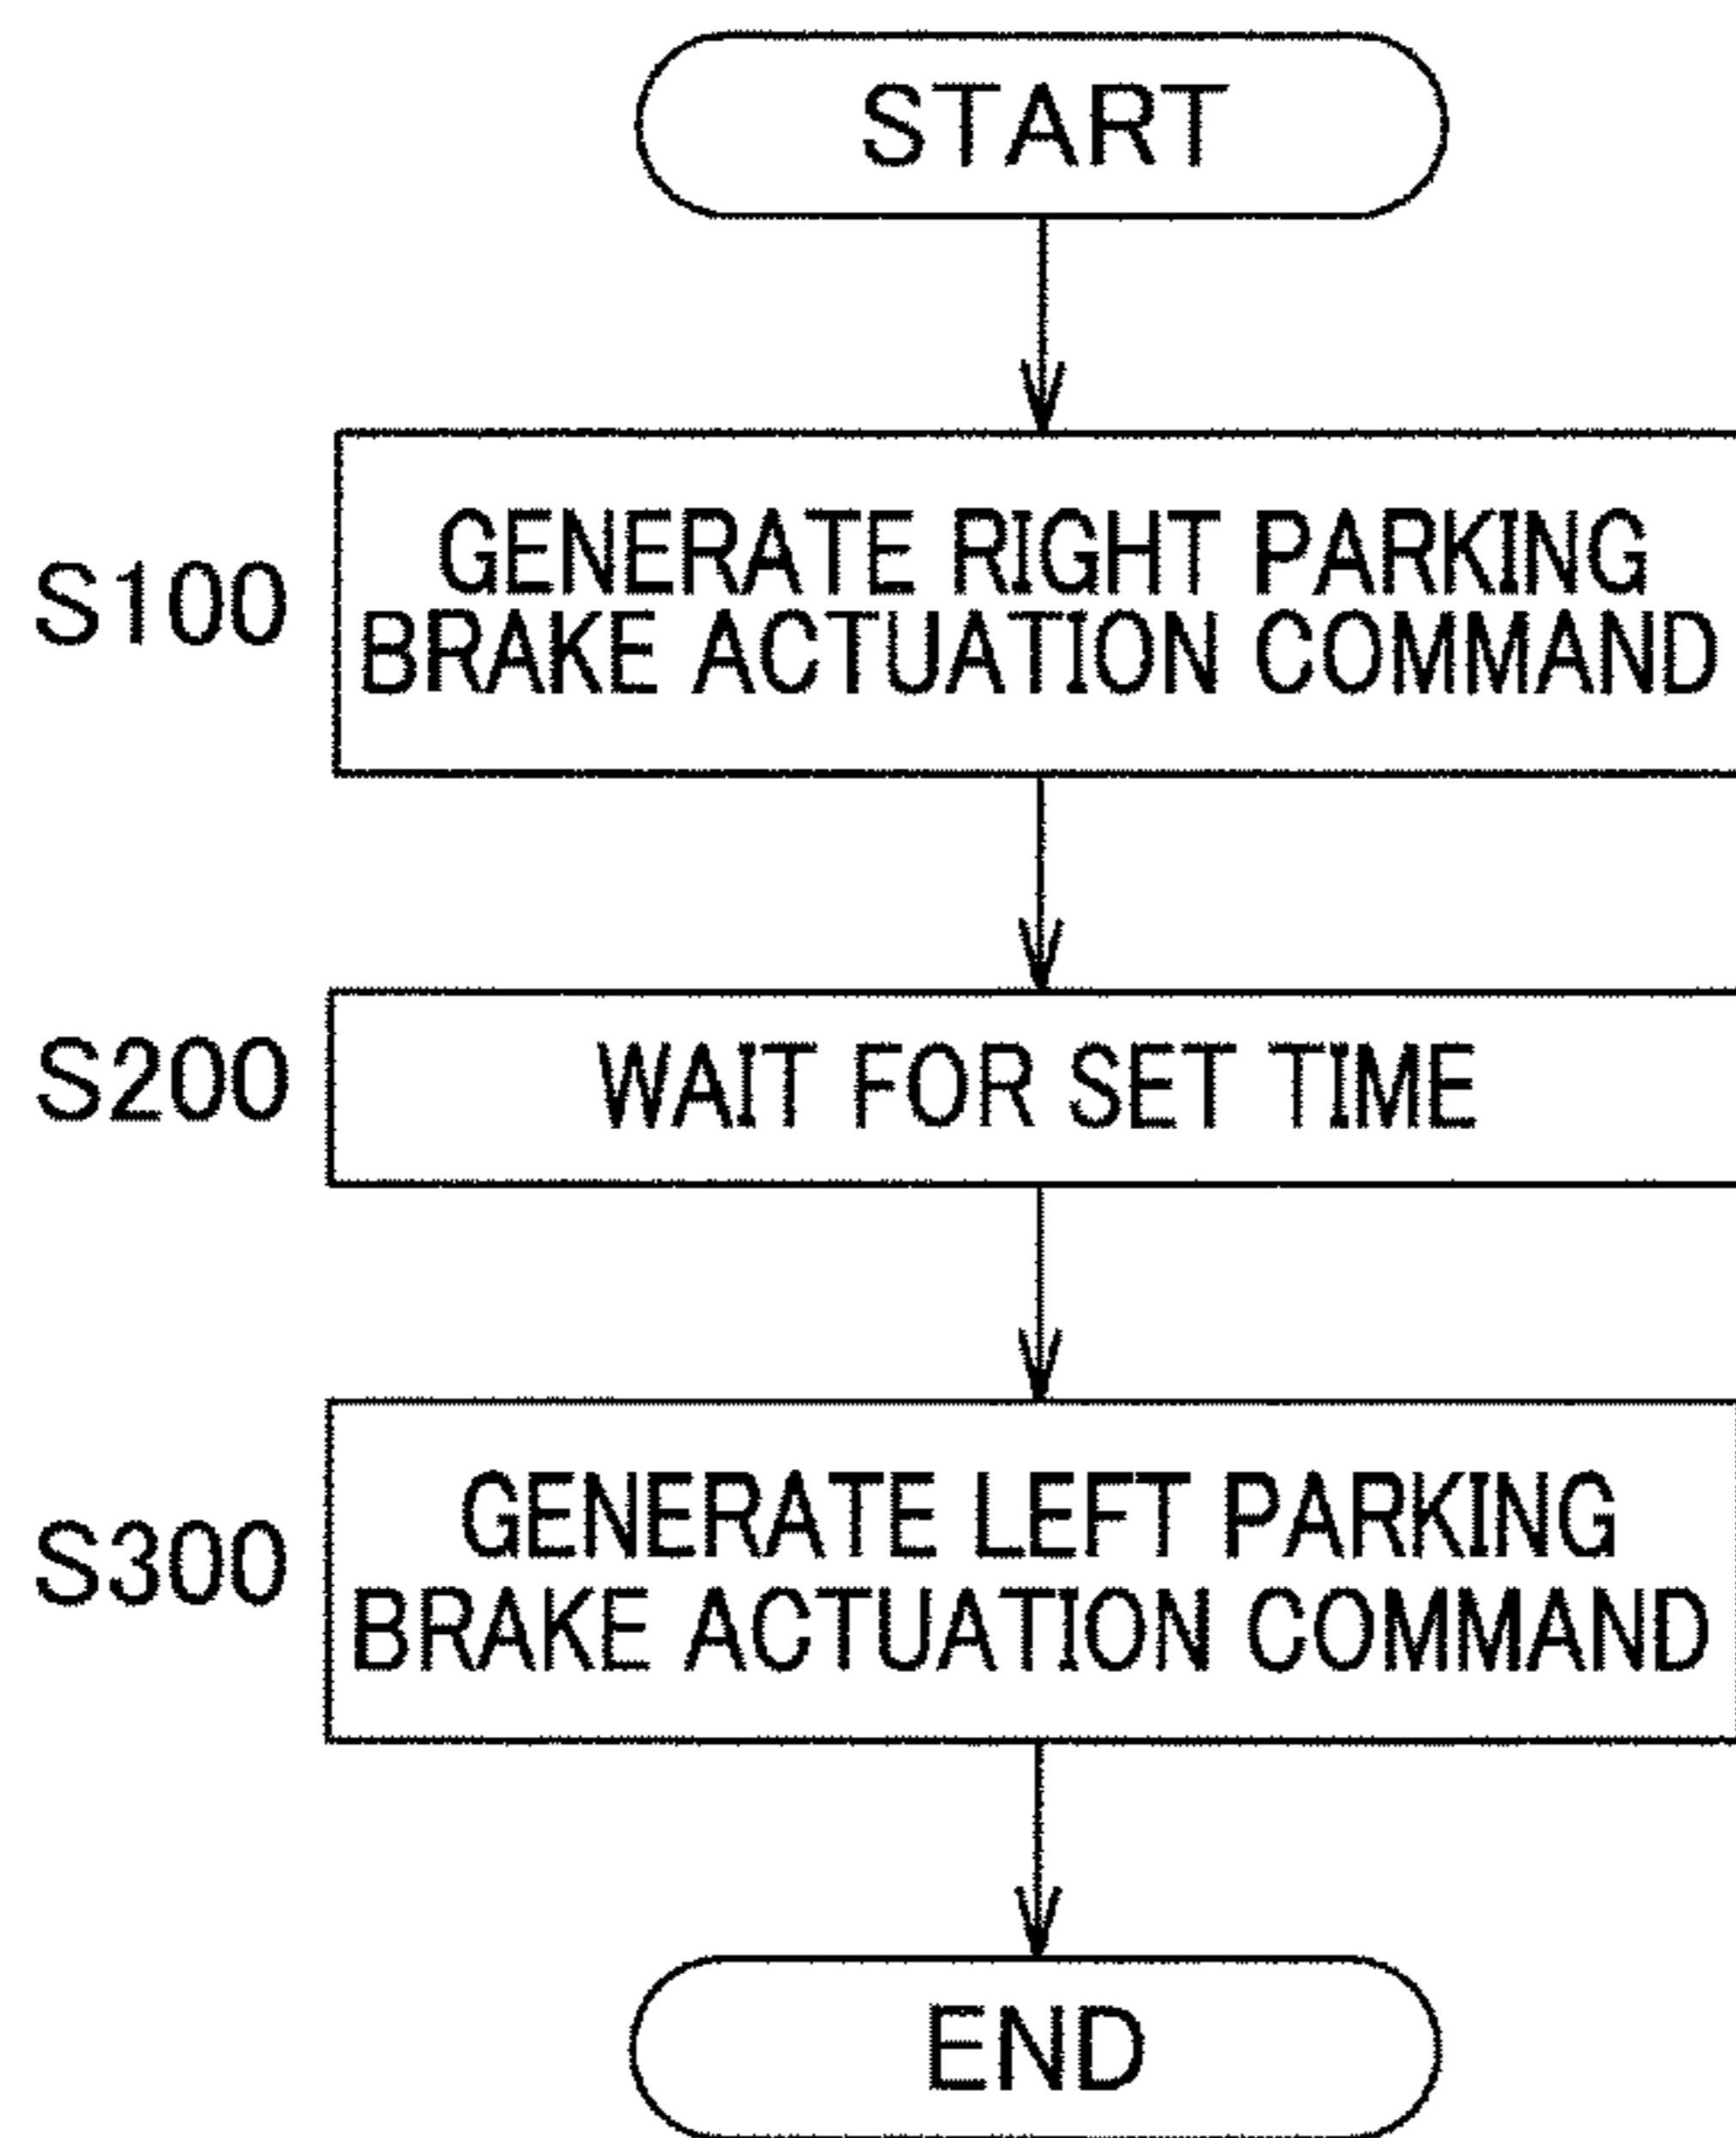 START
S100
GENERATE RIGHT PARKING
BRAKE ACTUATION COMMAND
S200
WAIT FOR SET TIME
S300
GENERATE LEFT PARKING
BRAKE ACTUATION COMMAND
END